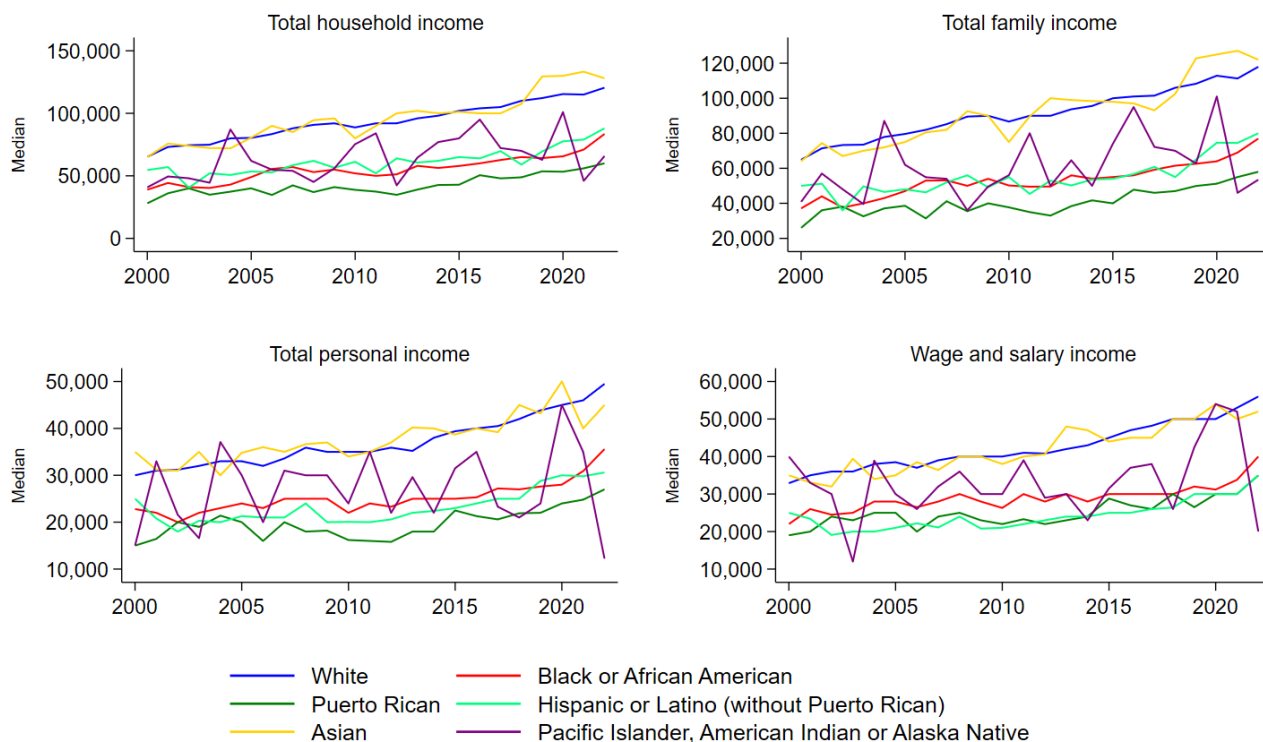 Total household income
Median
150,000
100,000
50,000
0
2000 2005 2010 2015 2020
Total family income
Median
120,000
100,000
80,000
60,000
40,000
20,000
2000 2005 2010 2015 2020
Total personal income
Median
50,000
40,000
30,000
20,000
10,000
2000 2005 2010 2015 2020
Wage and salary income
Median
60,000
50,000
40,000
30,000
20,000
10,000
2000 2005 2010 2015 2020
White Black or African American
Puerto Rican Hispanic or Latino (without Puerto Rican)
Asian Pacific Islander, American Indian or Alaska Native